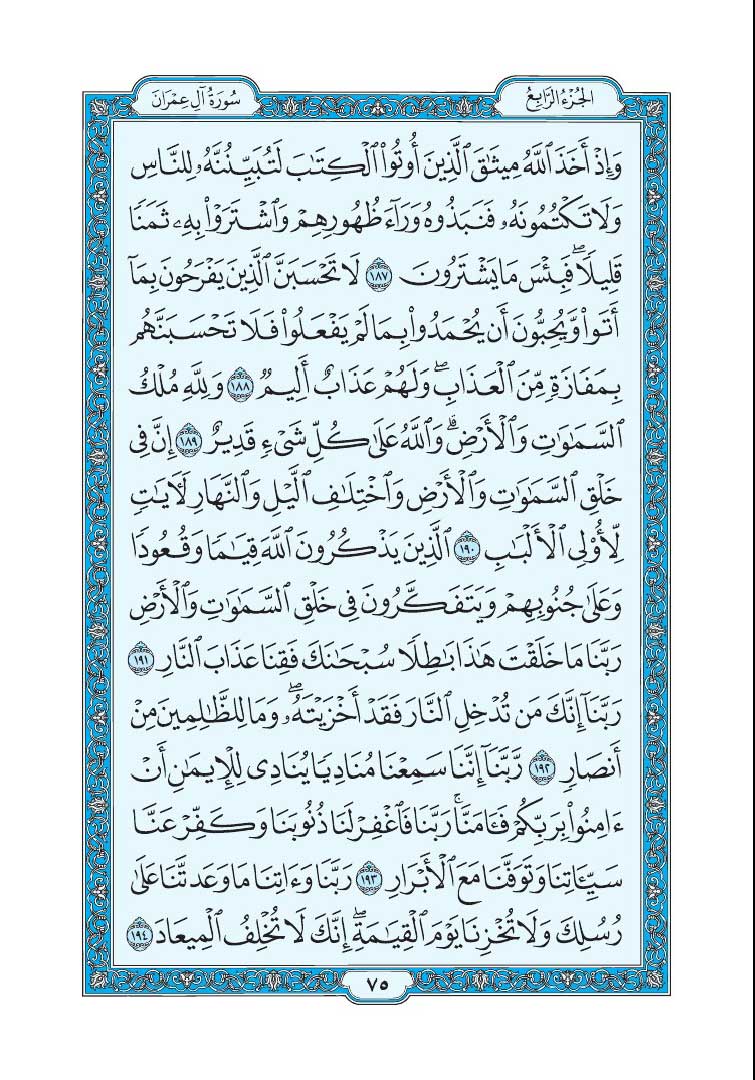 الجُزْءُ الرَّابِعُ
سُورَةُ آلِ عِمْرَانَ
وَإِذْ أَخَذَ ٱللَّهُ مِيثَٰقَ ٱلَّذِينَ أُوتُوا۟ ٱلْكِتَٰبَ لَتُبَيِّنُنَّهُۥ لِلنَّاسِ
وَلَا تَكْتُمُونَهُۥ فَنَبَذُوهُ وَرَآءَ ظُهُورِهِمْ وَٱشْتَرَوْا۟ بِهِۦ ثَمَنًا
قَلِيلًا ۖ فَبِئْسَ مَا يَشْتَرُونَ ١٨٧ لَا تَحْسَبَنَّ ٱلَّذِينَ يَفْرَحُونَ بِمَآ
أَتَوا۟ وَّيُحِبُّونَ أَن يُحْمَدُوا۟ بِمَا لَمْ يَفْعَلُوا۟ فَلَا تَحْسَبَنَّهُم
بِمَفَازَةٍ مِّنَ ٱلْعَذَابِ ۖ وَلَهُمْ عَذَابٌ أَلِيمٌ ١٨٨ وَلِلَّهِ مُلْكُ
ٱلسَّمَٰوَٰتِ وَٱلْأَرْضِ ۗ وَٱللَّهُ عَلَىٰ كُلِّ شَىْءٍ قَدِيرٌ ١٨٩ إِنَّ فِى
خَلْقِ ٱلسَّمَٰوَٰتِ وَٱلْأَرْضِ وَٱخْتِلَٰفِ ٱلَّيْلِ وَٱلنَّهَارِ لَءَايَٰتٍ
لِّأُو۟لِى ٱلْأَلْبَٰبِ ١٩٠ ٱلَّذِينَ يَذْكُرُونَ ٱللَّهَ قِيَٰمًا وَقُعُودًا
وَعَلَىٰ جُنُوبِهِمْ وَيَتَفَكَّرُونَ فِى خَلْقِ ٱلسَّمَٰوَٰتِ وَٱلْأَرْضِ
رَبَّنَا مَا خَلَقْتَ هَٰذَا بَٰطِلًا سُبْحَٰنَكَ فَقِنَا عَذَابَ ٱلنَّارِ ١٩١
رَبَّنَآ إِنَّكَ مَن تُدْخِلِ ٱلنَّارَ فَقَدْ أَخْزَيْتَهُۥ ۖ وَمَا لِلظَّٰلِمِينَ مِنْ
أَنصَارٍ ١٩٢ رَّبَّنَآ إِنَّنَا سَمِعْنَا مُنَادِيًا يُنَادِى لِلْإِيمَٰنِ أَنْ
ءَامِنُوا۟ بِرَبِّكُمْ فَـَٔامَنَّا ۚ رَبَّنَا فَٱغْفِرْ لَنَا ذُنُوبَنَا وَكَفِّرْ عَنَّا
سَيِّـَٔاتِنَا وَتَوَفَّنَا مَعَ ٱلْأَبْرَارِ ١٩٣ رَبَّنَا وَءَاتِنَا مَا وَعَدتَّنَا عَلَىٰ
رُسُلِكَ وَلَا تُخْزِنَا يَوْمَ ٱلْقِيَٰمَةِ ۖ إِنَّكَ لَا تُخْلِفُ ٱلْمِيعَادَ ١٩٤
٧٥